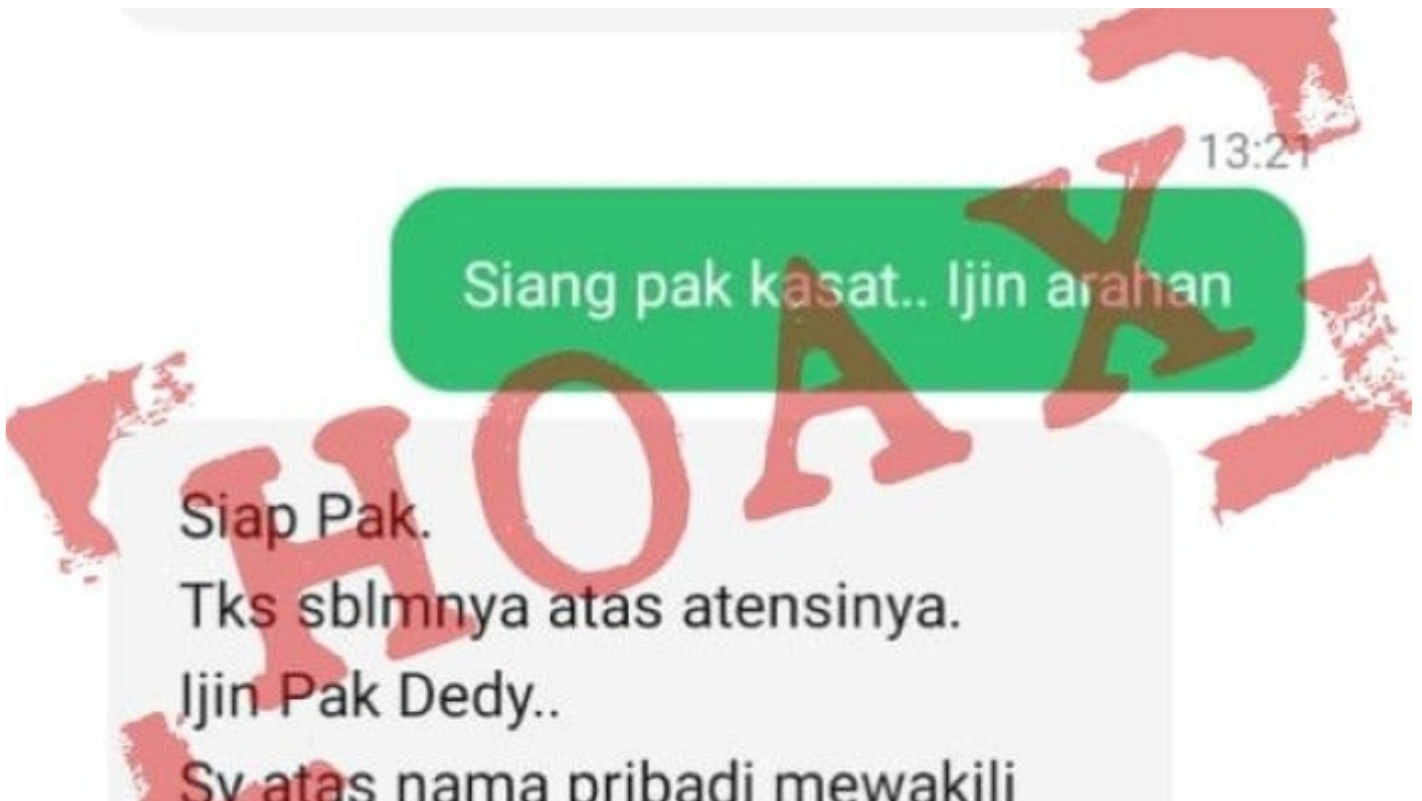 13:21
Siang pak kasat.. Ijin arahan
HOAX
Siap Pak.
Tks sblmnya atas atensinya.
Ijin Pak Dedy..
Sy atas nama pribadi mewakili